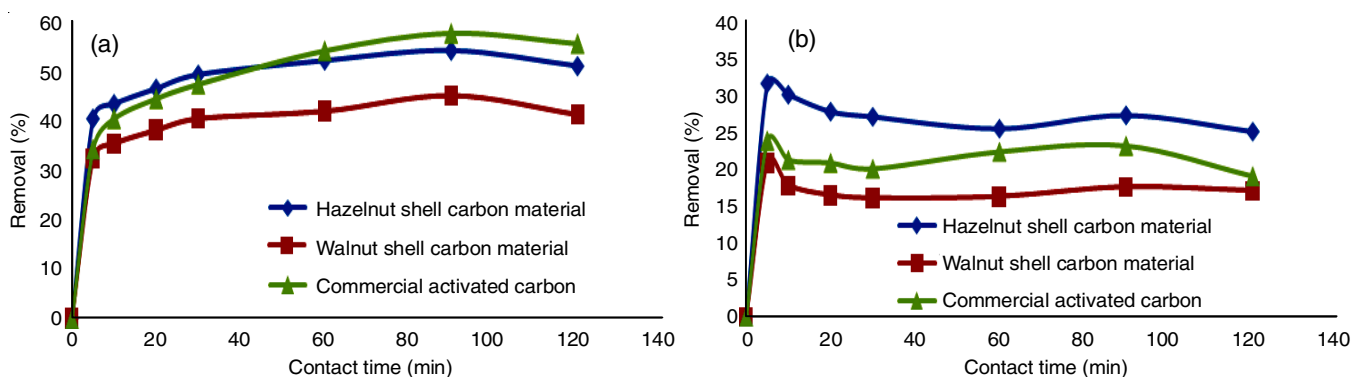 (a)
60
50
40
30
20
10
0
Removal (%)
Hazelnut shell carbon material
Walnut shell carbon material
Commercial activated carbon
0 20 40 60 80 100 120 140
Contact time (min)
(b)
40
35
30
25
20
15
10
5
0
Removal (%)
Hazelnut shell carbon material
Walnut shell carbon material
Commercial activated carbon
0 20 40 60 80 100 120 140
Contact time (min)